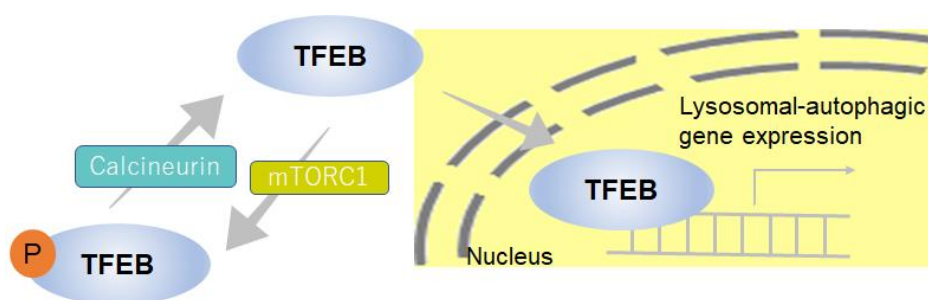 TFEB
Lysosomal-autophagic
gene expression
Calcineurin
mTORC1
TFEB
P
TFEB
Nucleus